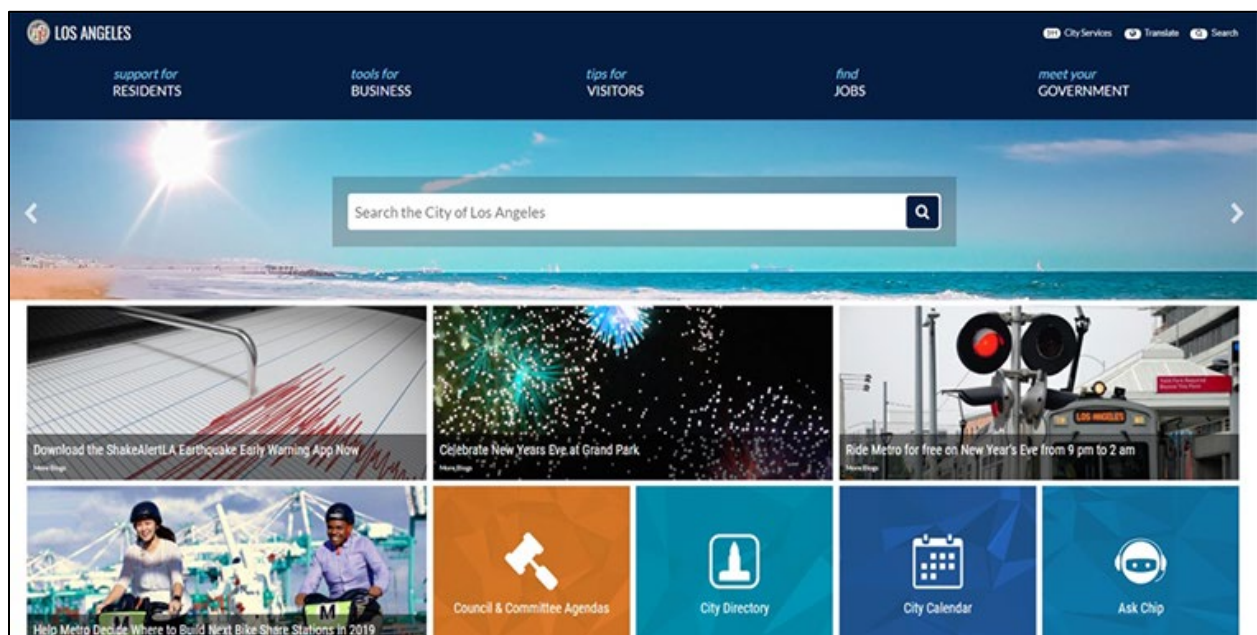 LOS ANGELES
311 City Services Translate Search
support for
RESIDENTS
tools for
BUSINESS
tips for
VISITORS
find
JOBS
meet your
GOVERNMENT
Search the City of Los Angeles
Download the ShakeAlertLA Earthquake Early Warning App Now
More Blogs
Celebrate New Years Eve at Grand Park
More Blogs
LOS ANGELES
Ride Metro for free on New Year's Eve from 9 pm to 2 am
More Blogs
M
M
Help Metro Decide Where to Build Next Bike Share Stations in 2019
Council & Committee Agendas
City Directory
City Calendar
Ask Chip